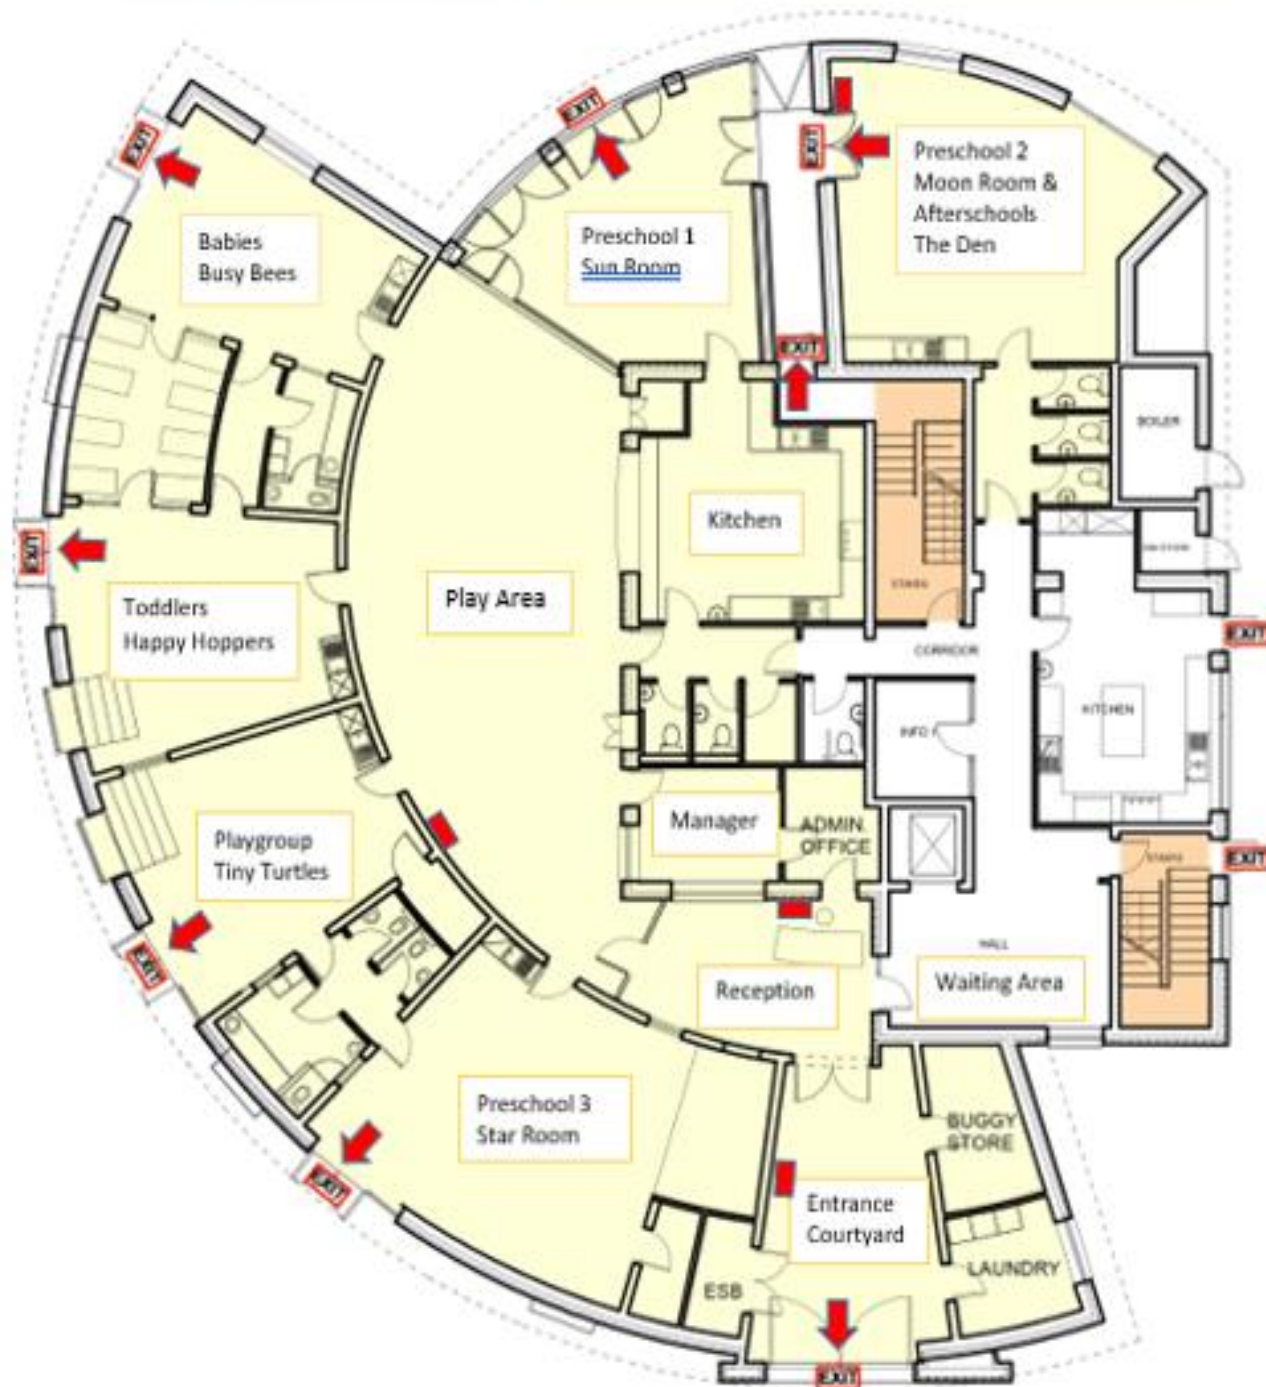 EXIT
EXIT
EXIT
Preschool 2
Moon Room &
Afterschools
The Den
Babies
Busy Bees
Preschool 1
Sun Room
EXIT
BOILER
Kitchen
EXIT
STAIRS
Play Area
Toddlers
Happy Hoppers
EXIT
CORRIDOR
KITCHEN
Manager
ADMIN.
OFFICE
Playgroup
Tiny Turtles
STAIRS
EXIT
HALL
Waiting Area
Reception
EXIT
Preschool 3
Star Room
BUGGY
STORE
EXIT
Entrance
Courtyard
LAUNDRY
ESB
EXIT